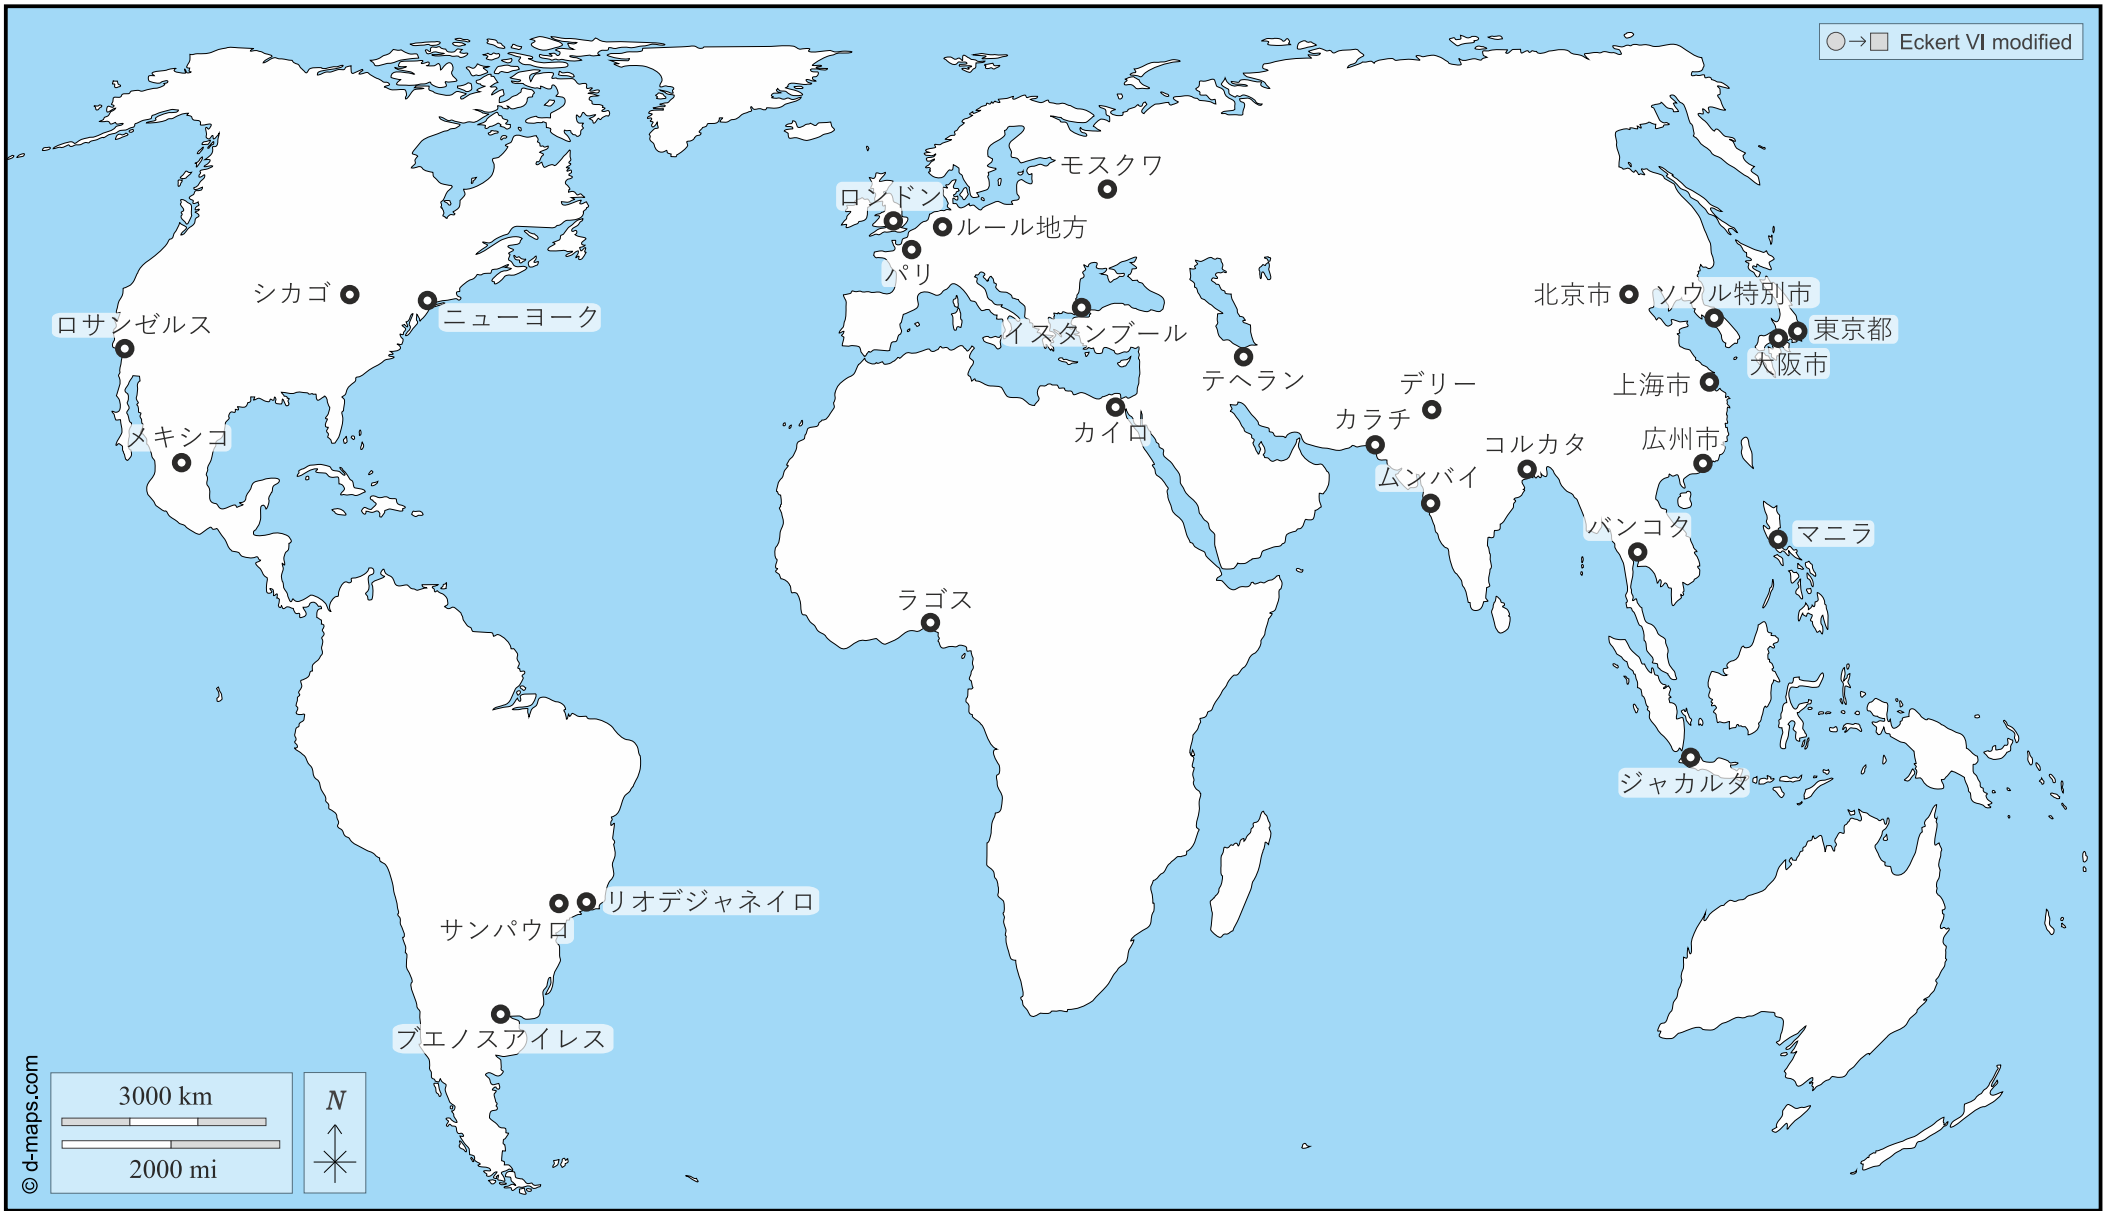 Eckert VI modified
モスクワ
ロンドン
ルール地方
パリ
シカゴ
ニューヨーク
ロサンゼルス
イスタンブール
北京市
ソウル特別市
東京都
大阪市
テヘラン
デリー
上海市
カラチ
カイロ
メキシコ
コルカタ
広州市
ムンバイ
バンコク
マニラ
ラゴス
ジャカルタ
リオデジャネイロ
サンパウロ
ブエノスアイレス
3000 km
2000 mi
N
© d-maps.com